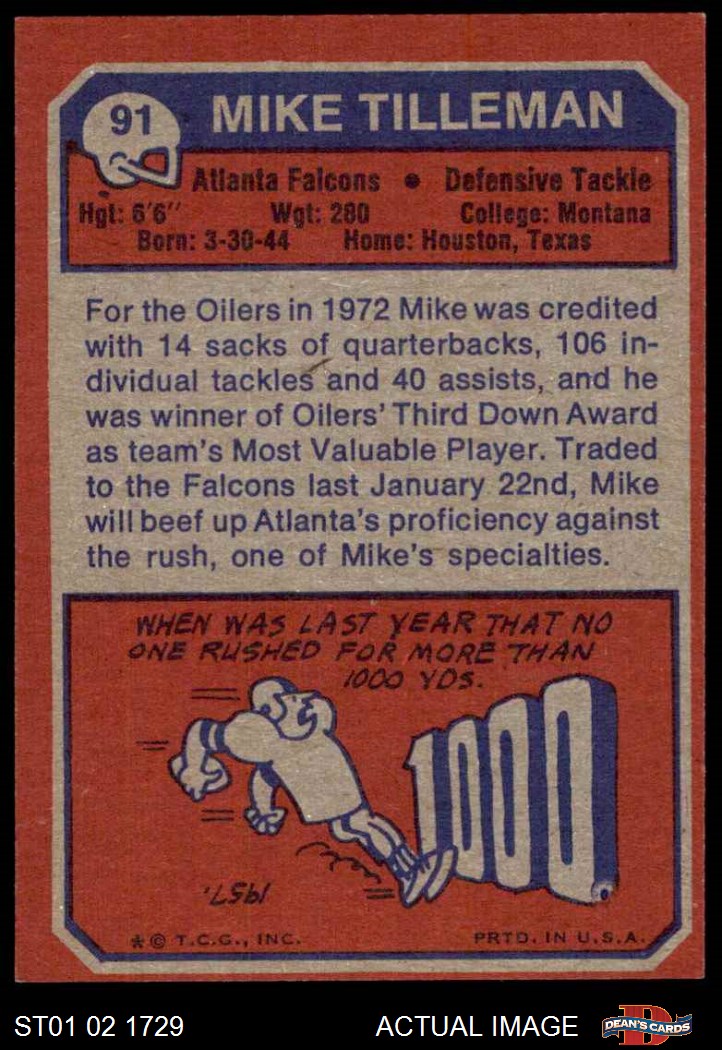 91 MIKE TILLEMAN
Atlanta Falcons • Defensive Tackle
Hgt: 6'6" Wgt: 280 College: Montana
Born: 3-30-44 Home: Houston, Texas
For the Oilers in 1972 Mike was credited
with 14 sacks of quarterbacks, 106 in-
dividual tackles and 40 assists, and he
was winner of Oilers' Third Down Award
as team's Most Valuable Player. Traded
to the Falcons last January 22nd, Mike
will beef up Atlanta's proficiency against
the rush, one of Mike's specialties.
WHEN WAS LAST YEAR THAT NO
ONE RUSHED FOR MORE THAN
1000 YDS.
1000
1957.
* © T.C.G., INC. PRTD. IN U.S.A.
ST01 02 1729 ACTUAL IMAGE D DEAN'S CARDS